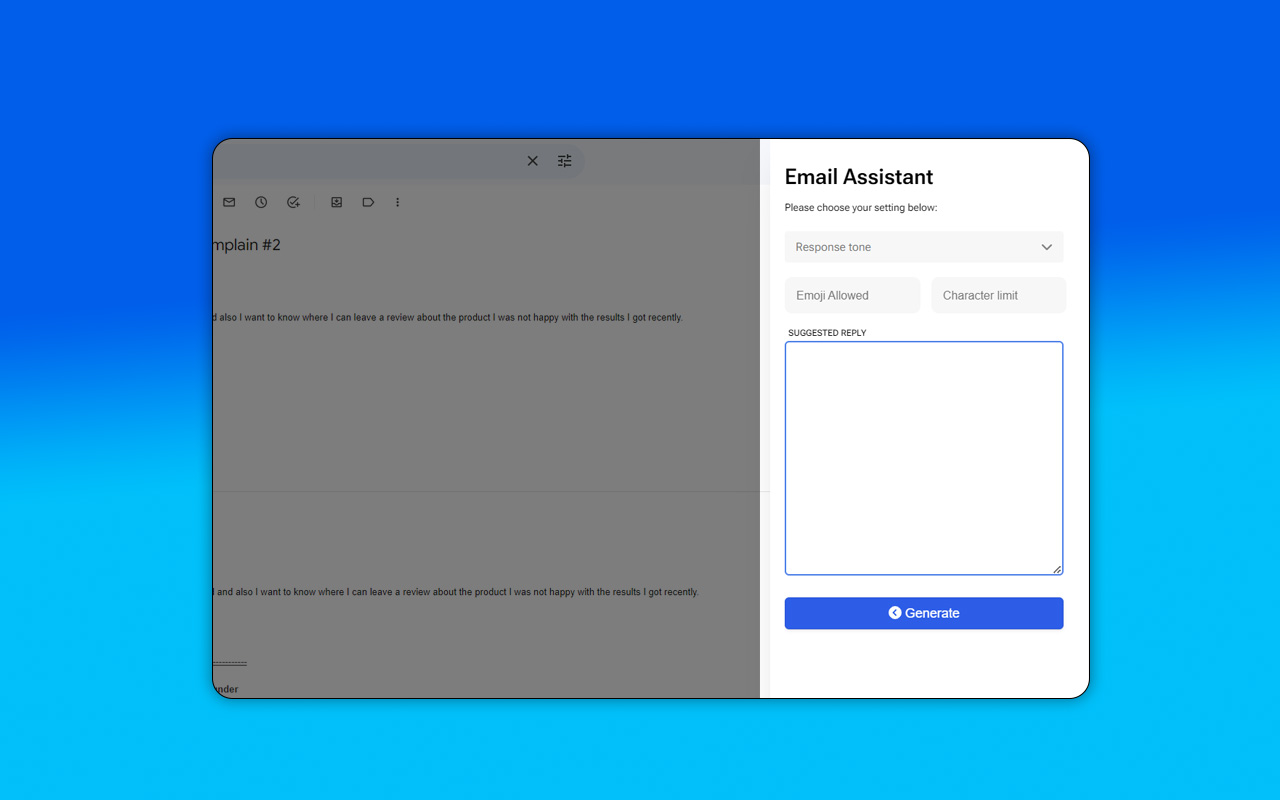 mplain #2
d also I want to know where I can leave a review about the product I was not happy with the results I got recently.
and also I want to know where I can leave a review about the product I was not happy with the results I got recently.
nder
Email Assistant
Please choose your setting below:
Response tone
Emoji Allowed
Character limit
SUGGESTED REPLY
Generate